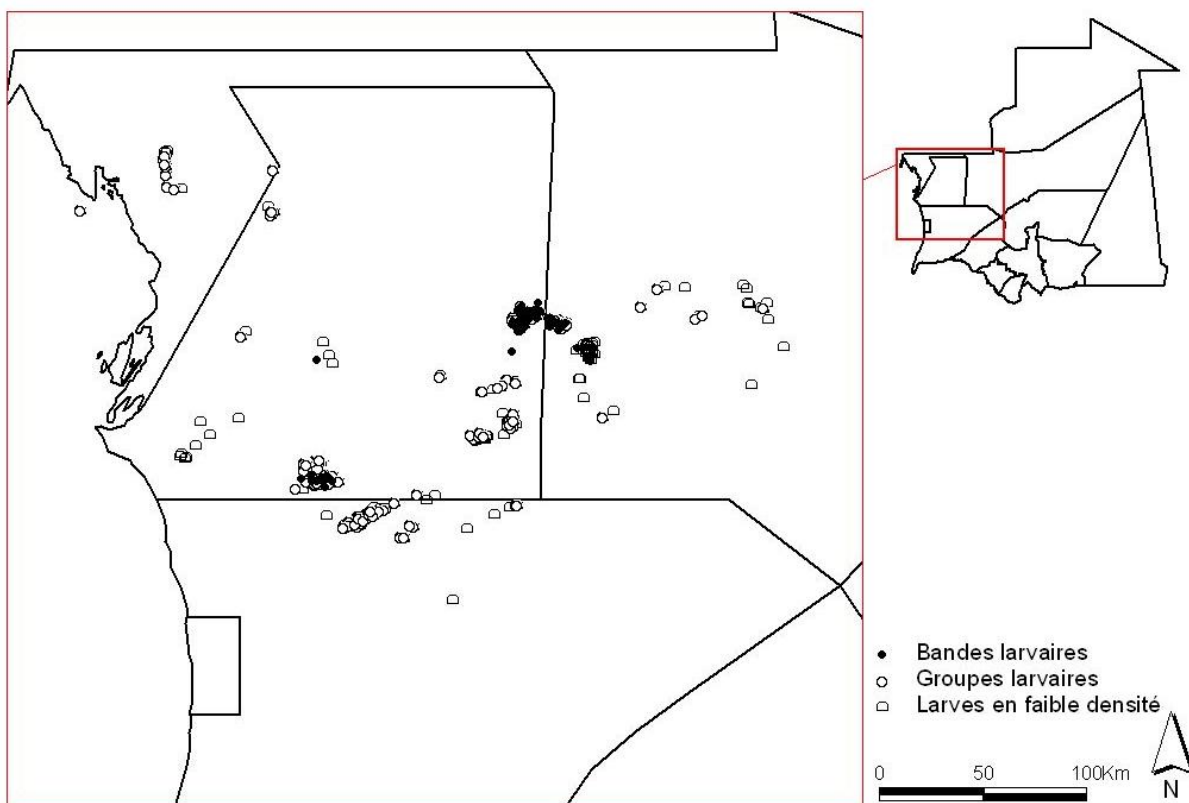 Bandes larvaires
Groupes larvaires
Larves en faible densité
0 50 100Km
N